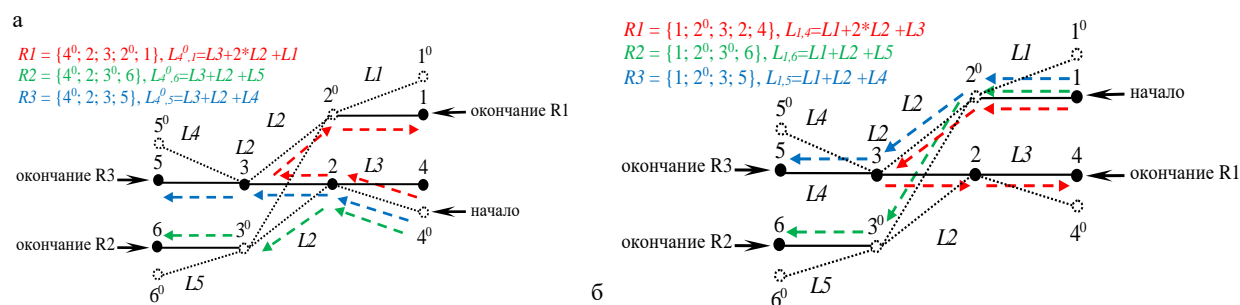 а
R1 = {4⁰; 2; 3; 2⁰; 1}, L₄⁰,₁=L3+2*L2+L1
R2 = {4⁰; 2; 3⁰; 6}, L₄⁰,₆=L3+L2 +L5
R3 = {4⁰; 2; 3; 5}, L₄⁰,₅=L3+L2 +L4
1⁰
L1
2⁰
1
окончание R1
5⁰
L4
L2
5
3
L2
2
L3
4
окончание R3
начало
6
3⁰
L2
4⁰
окончание R2
L5
6⁰
б
R1 = {1; 2⁰; 3; 2; 4}, L₁,₄=L1+2*L2+L3
R2 = {1; 2⁰; 3⁰; 6}, L₁,₆=L1+L2 +L5
R3 = {1; 2⁰; 3; 5}, L₁,₅=L1+L2 +L4
1⁰
L1
2⁰
1
начало
5⁰
L4
L2
5
3
L2
2
L3
4
окончание R3
окончание R1
L4
6
3⁰
L2
4⁰
окончание R2
L5
6⁰